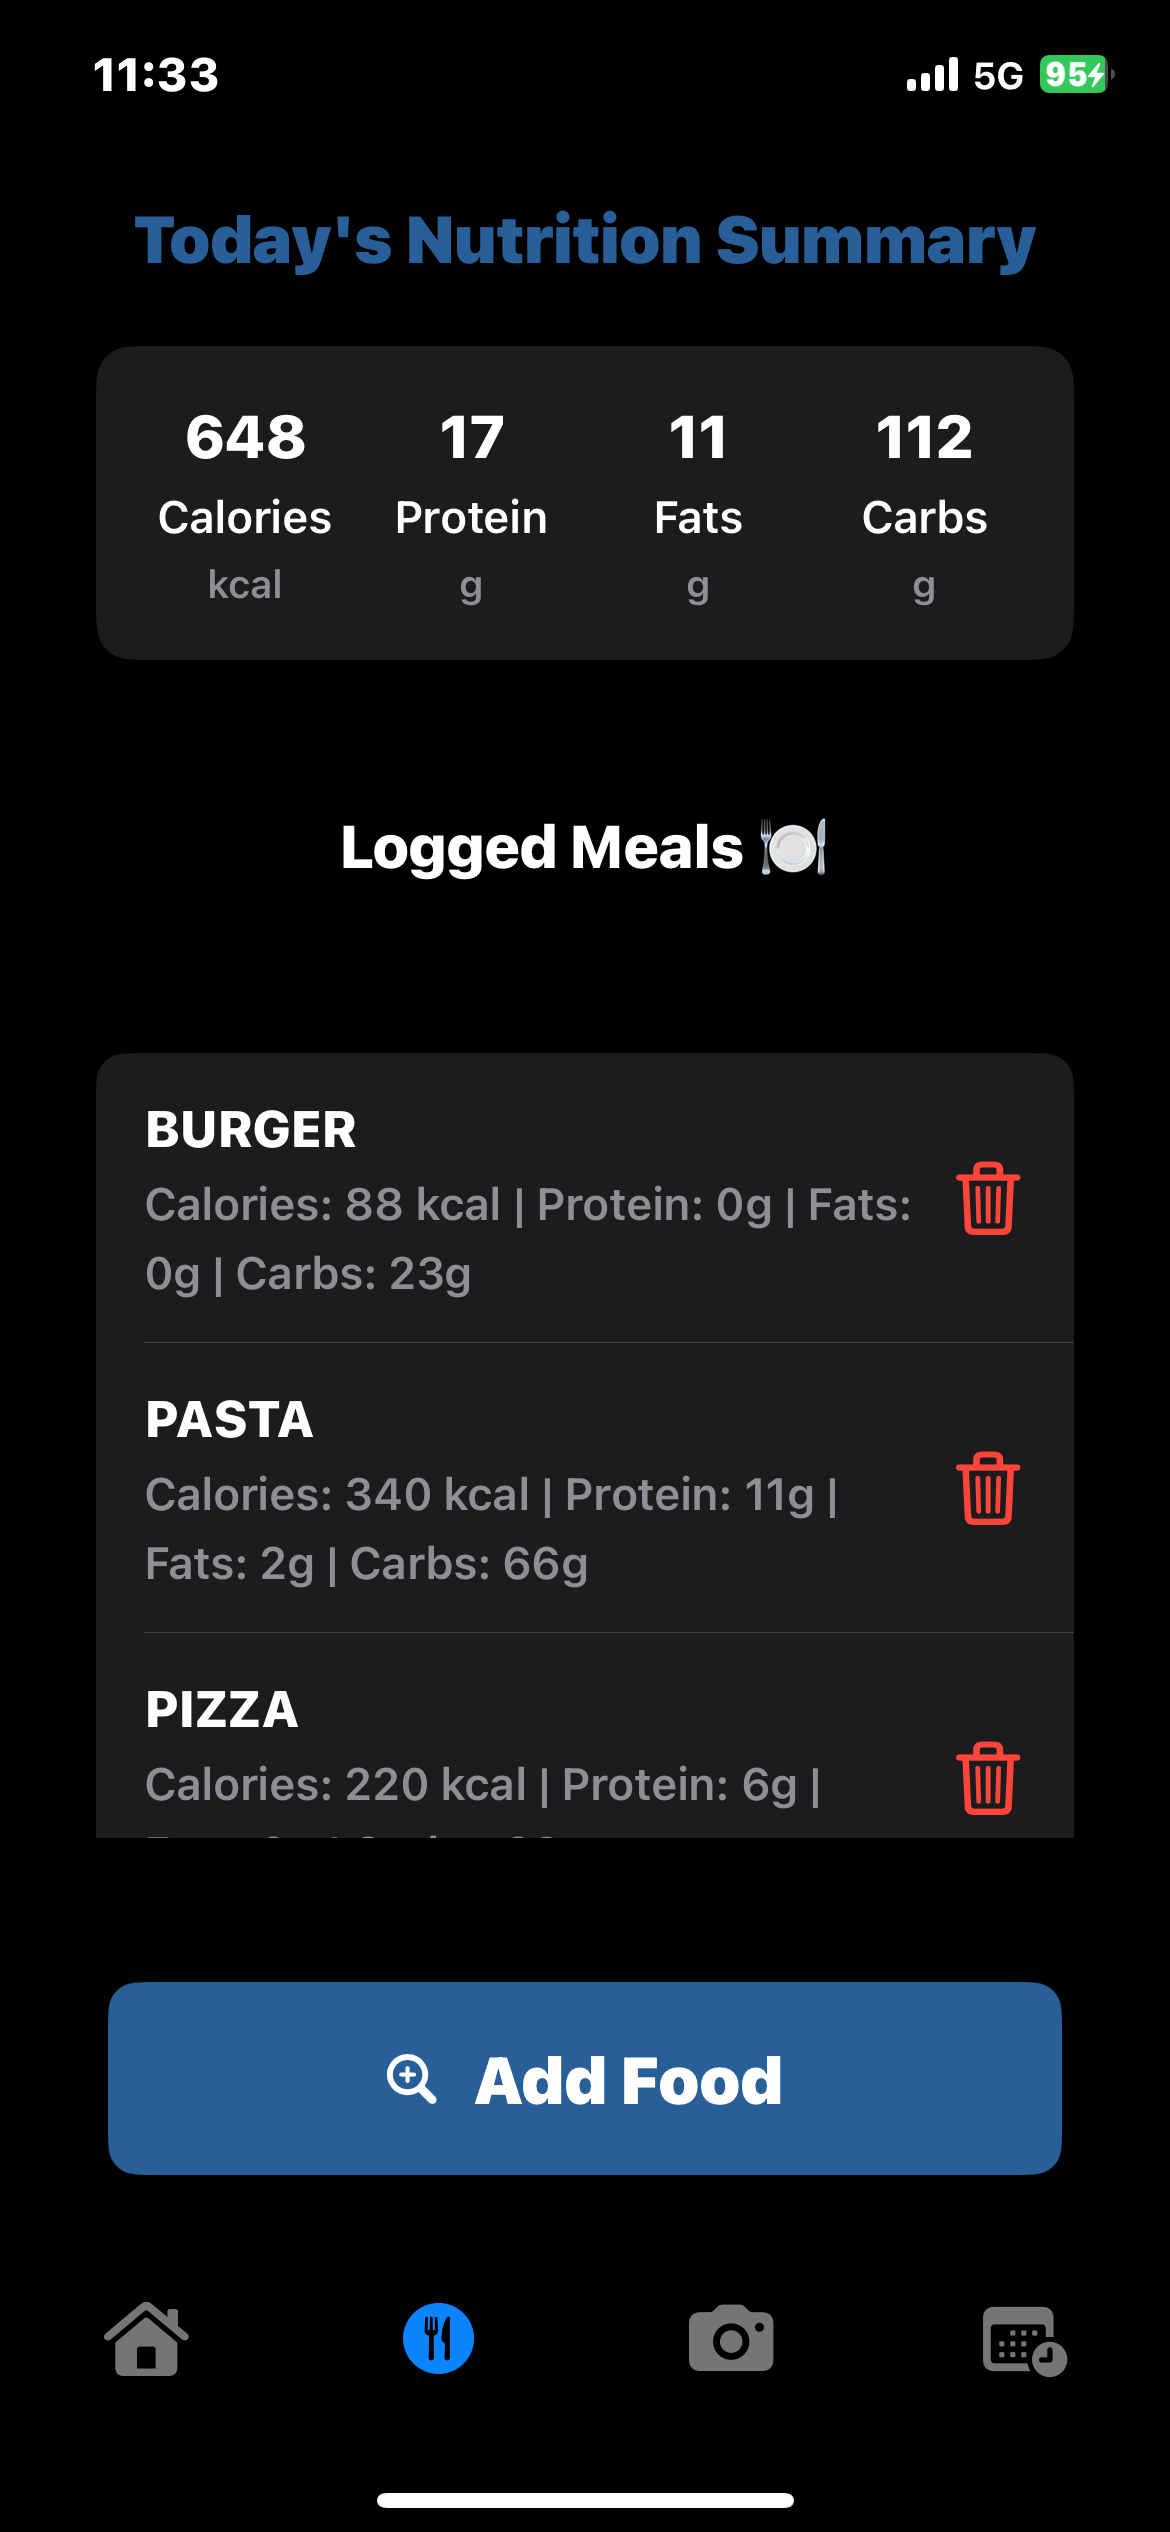 11:33 5G 95
Today's Nutrition Summary
648 17 11 112
Calories Protein Fats Carbs
kcal g g g
Logged Meals 🍽️
BURGER
Calories: 88 kcal | Protein: 0g | Fats:
0g | Carbs: 23g
PASTA
Calories: 340 kcal | Protein: 11g |
Fats: 2g | Carbs: 66g
PIZZA
Calories: 220 kcal | Protein: 6g |
Add Food